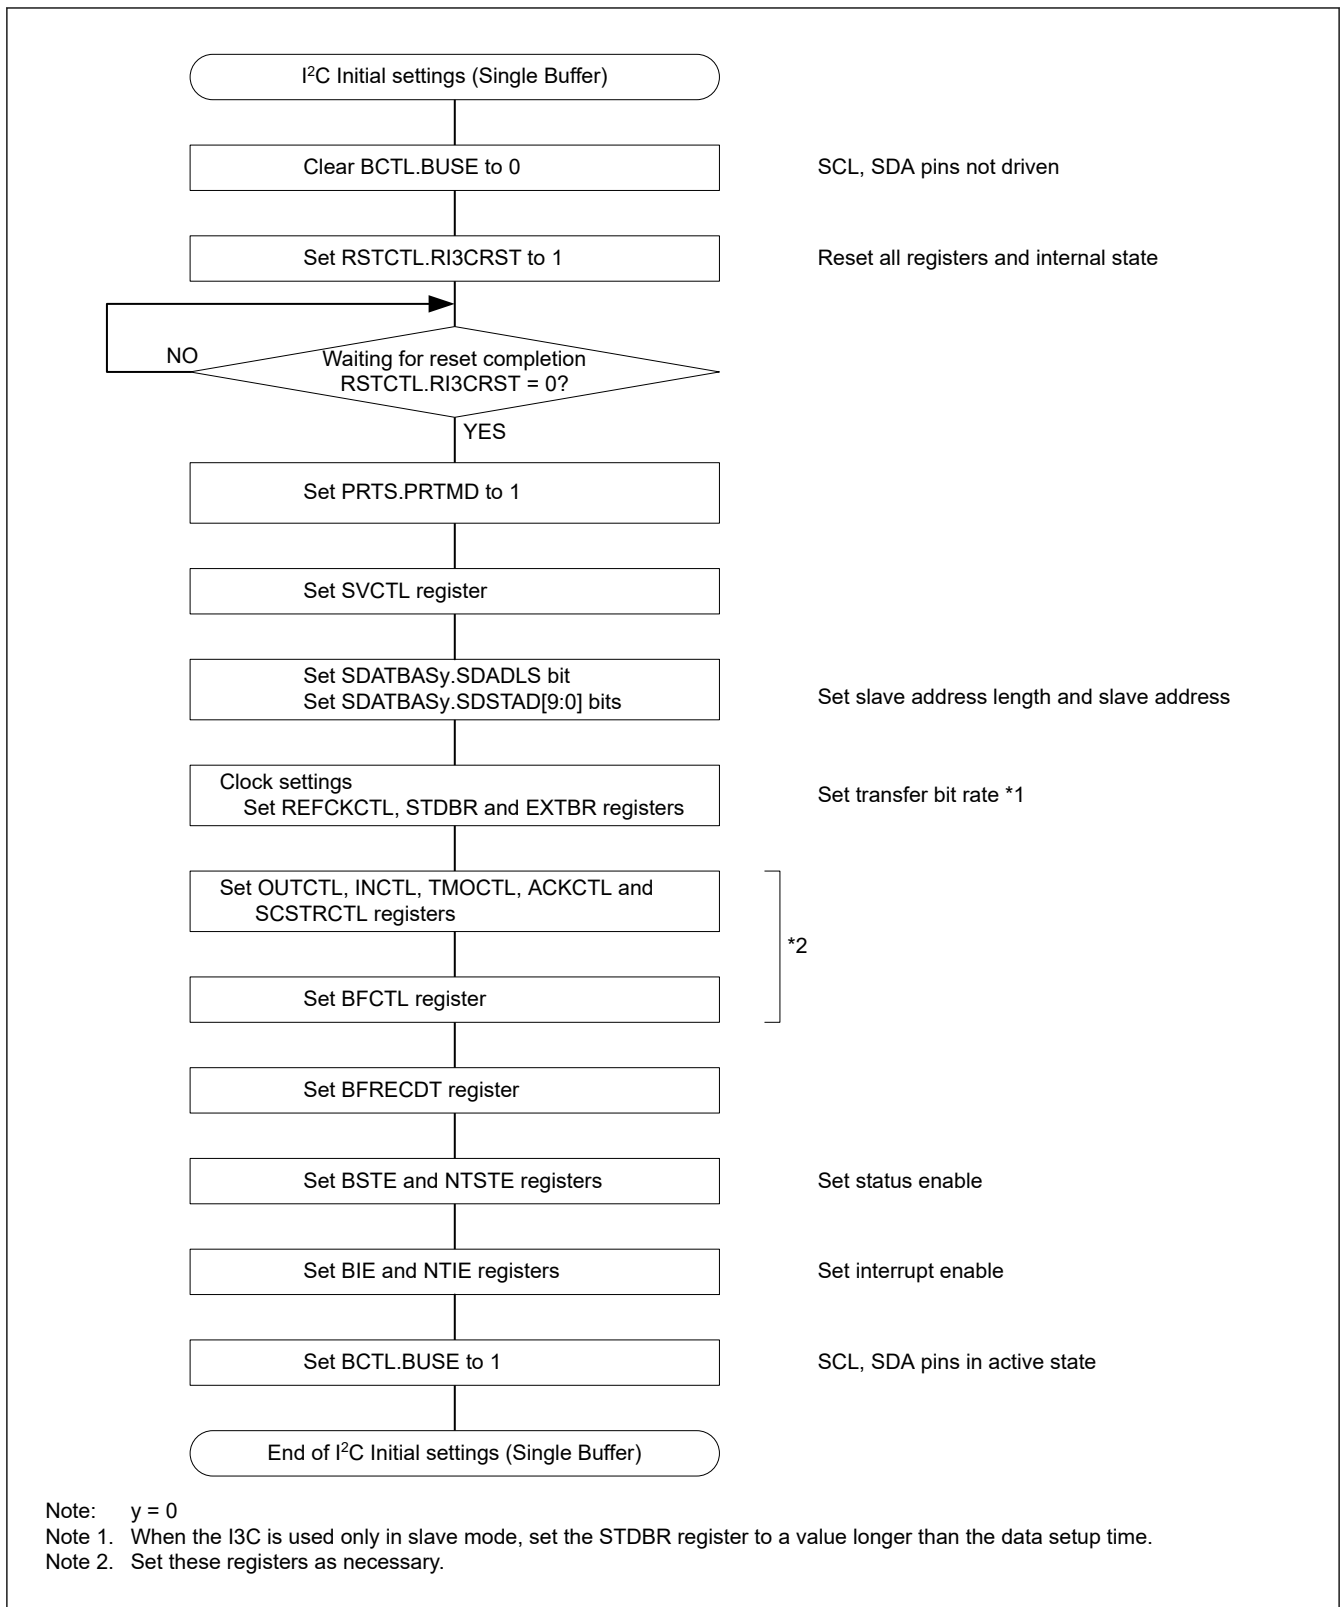 I²C Initial settings (Single Buffer)
Clear BCTL.BUSE to 0
SCL, SDA pins not driven
Set RSTCTL.RI3CRST to 1
Reset all registers and internal state
NO
Waiting for reset completion
RSTCTL.RI3CRST = 0?
YES
Set PRTS.PRTMD to 1
Set SVCTL register
Set SDATBASy.SDADLS bit
Set SDATBASy.SDSTAD[9:0] bits
Set slave address length and slave address
Clock settings
Set REFCKCTL, STDBR and EXTBR registers
Set transfer bit rate *1
Set OUTCTL, INCTL, TMOCTL, ACKCTL and
SCSTRCTL registers
*2
Set BFCTL register
Set BFRECDT register
Set BSTE and NTSTE registers
Set status enable
Set BIE and NTIE registers
Set interrupt enable
Set BCTL.BUSE to 1
SCL, SDA pins in active state
End of I²C Initial settings (Single Buffer)
Note: y = 0
Note 1. When the I3C is used only in slave mode, set the STDBR register to a value longer than the data setup time.
Note 2. Set these registers as necessary.